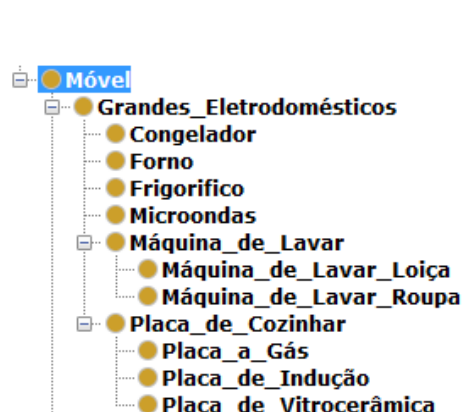 Móvel
Grandes_Eletrodomésticos
Congelador
Forno
Frigorifico
Microondas
Máquina_de_Lavar
Máquina_de_Lavar_Loiça
Máquina_de_Lavar_Roupa
Placa_de_Cozinhar
Placa_a_Gás
Placa_de_Indução
Placa_de_Vitrocerâmica